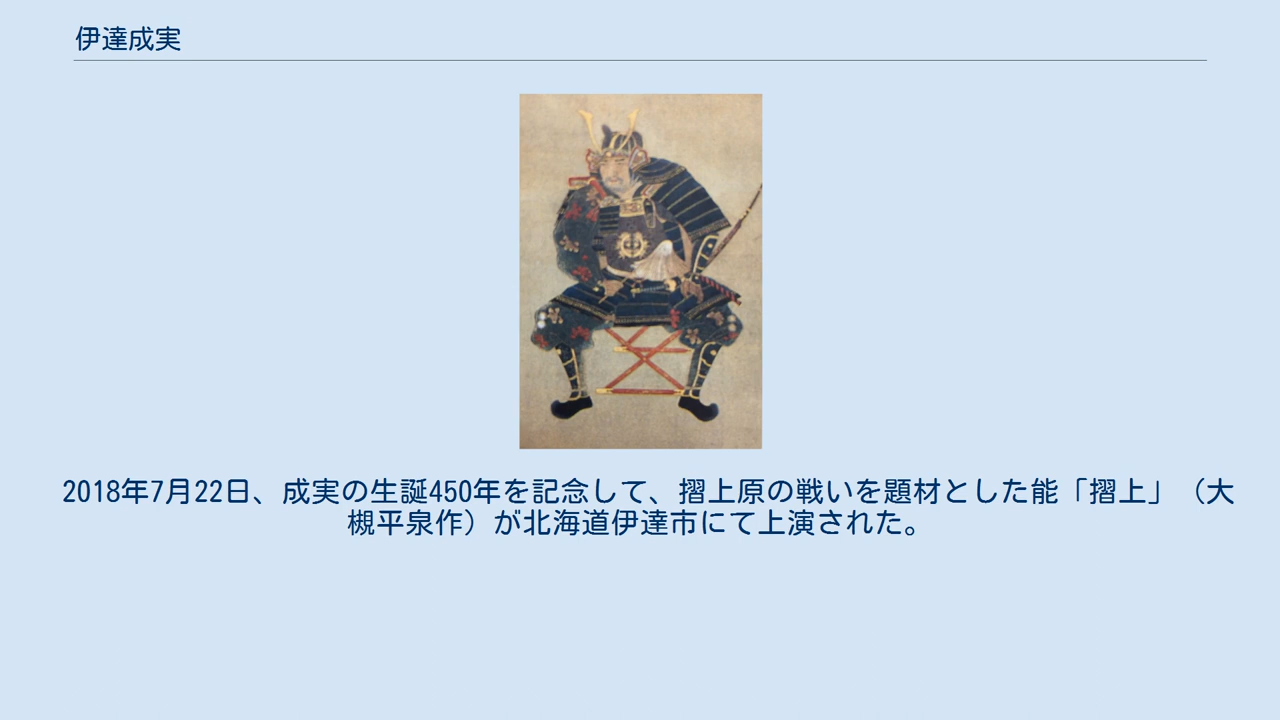 伊達成実
2018年7月22日、成実の生誕450年を記念して、摺上原の戦いを題材とした能「摺上」（大
槻平泉作）が北海道伊達市にて上演された。